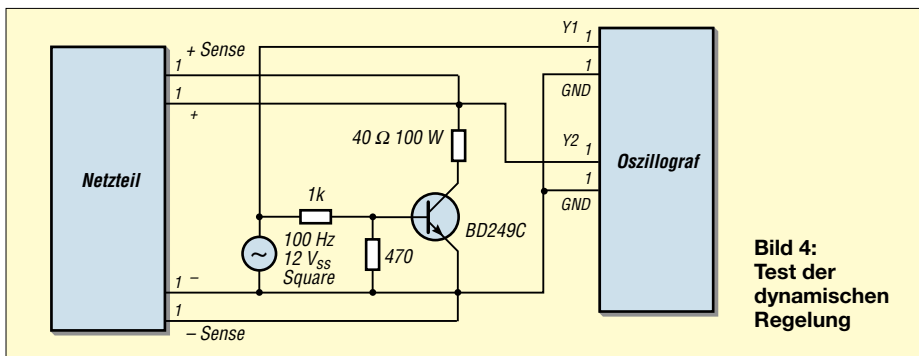 + Sense
1
1
+
Netzteil
1 –
1
– Sense
1k
100 Hz
12 Vss
Square
470
40 Ω 100 W
BD249C
Y1
1
1
GND
Y2
1
1
GND
Oszillograf
Bild 4:
Test der
dynamischen
Regelung